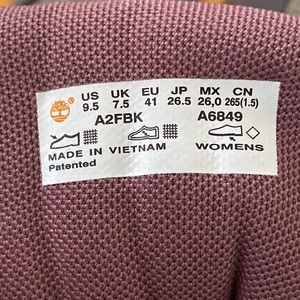 US UK EU JP MX CN
9.5 7.5 41 26.5 26,0 265(1.5)
A2FBK A6849
MADE IN VIETNAM WOMENS
Patented